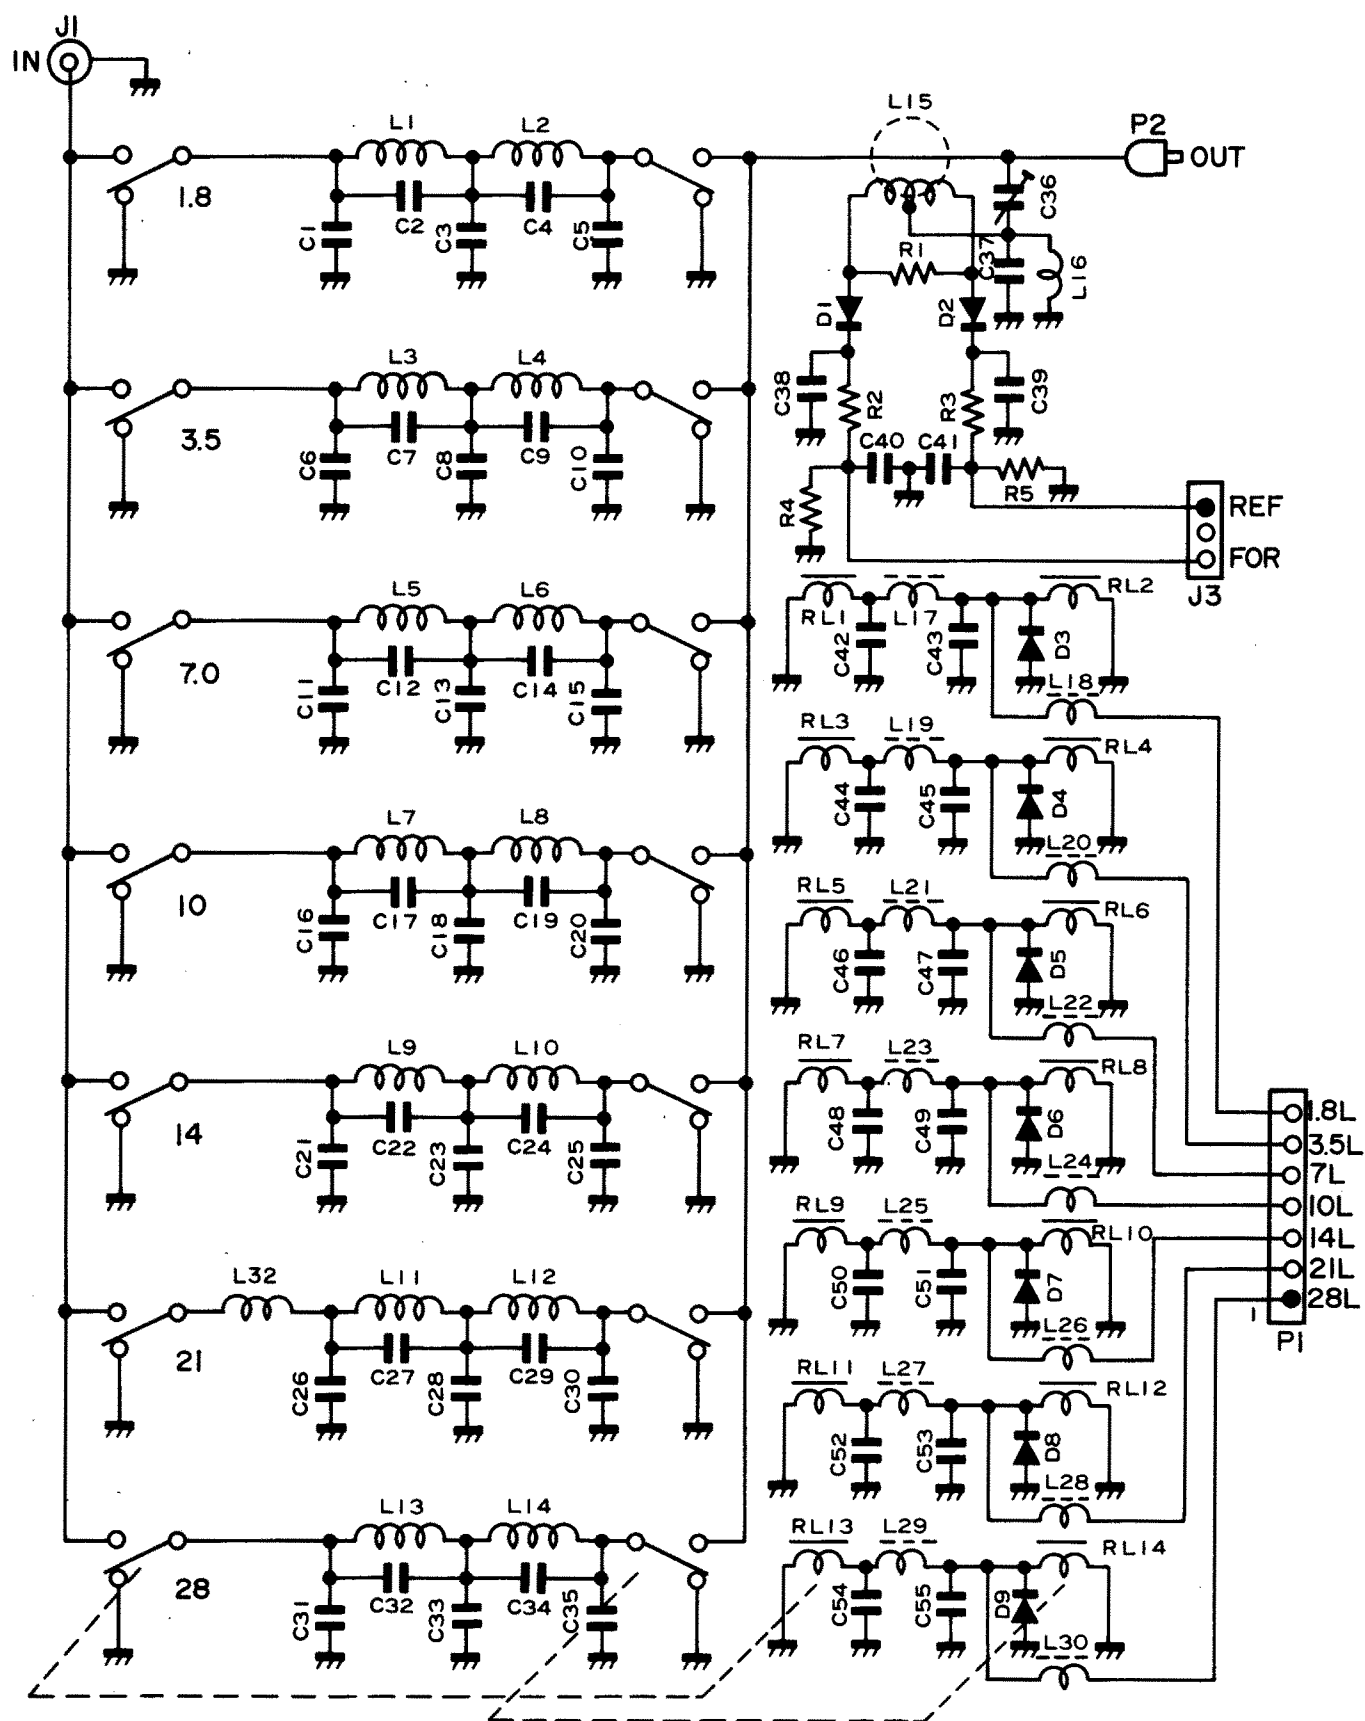 J1
IN
L1 L2
1.8
C1 C2 C3 C4 C5
L3 L4
3.5
C6 C7 C8 C9 C10
L5 L6
7.0
C11 C12 C13 C14 C15
L7 L8
10
C16 C17 C18 C19 C20
L9 L10
14
C21 C22 C23 C24 C25
L32 L11 L12
21
C26 C27 C28 C29 C30
L13 L14
28
C31 C32 C33 C34 C35
L15
P2
OUT
C36
R1 C37 L16
D1 D2
C38 R2 R3 C39
C40 C41
R4 R5
REF
FOR
J3
RL1 L17 RL2
C42 C43 D3
L18
RL3 L19 RL4
C44 C45 D4
L20
RL5 L21 RL6
C46 C47 D5
L22
RL7 L23 RL8
C48 C49 D6
L24
RL9 L25 RL10
C50 C51 D7
L26
RL11 L27 RL12
C52 C53 D8
L28
RL13 L29 RL14
C54 C55 D9
L30
1.8L
3.5L
7L
10L
14L
21L
28L
1
P1